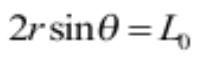 2r sinθ = L₀